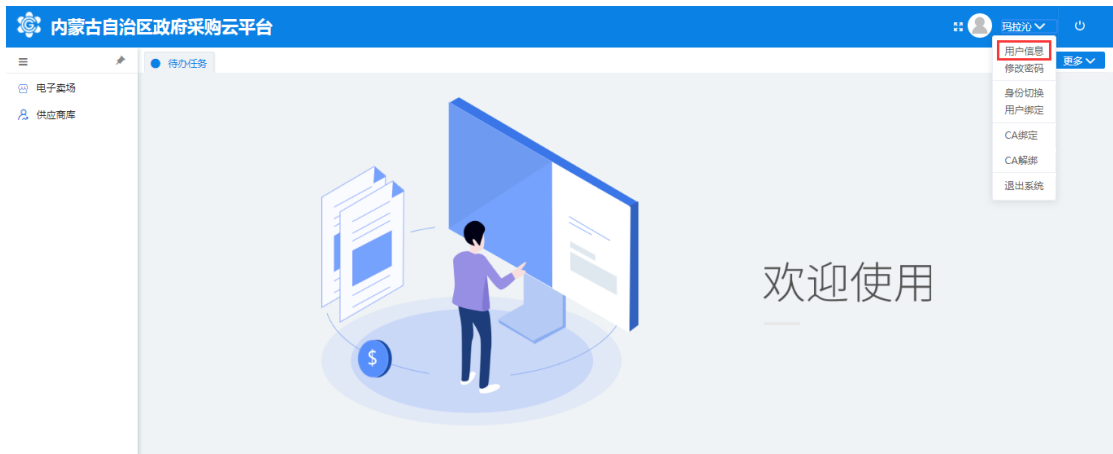 内蒙古自治区政府采购云平台
玛拉沁
待办任务
更多
电子卖场
供应商库
用户信息
修改密码
身份切换
用户绑定
CA绑定
CA解绑
退出系统
$
欢迎使用